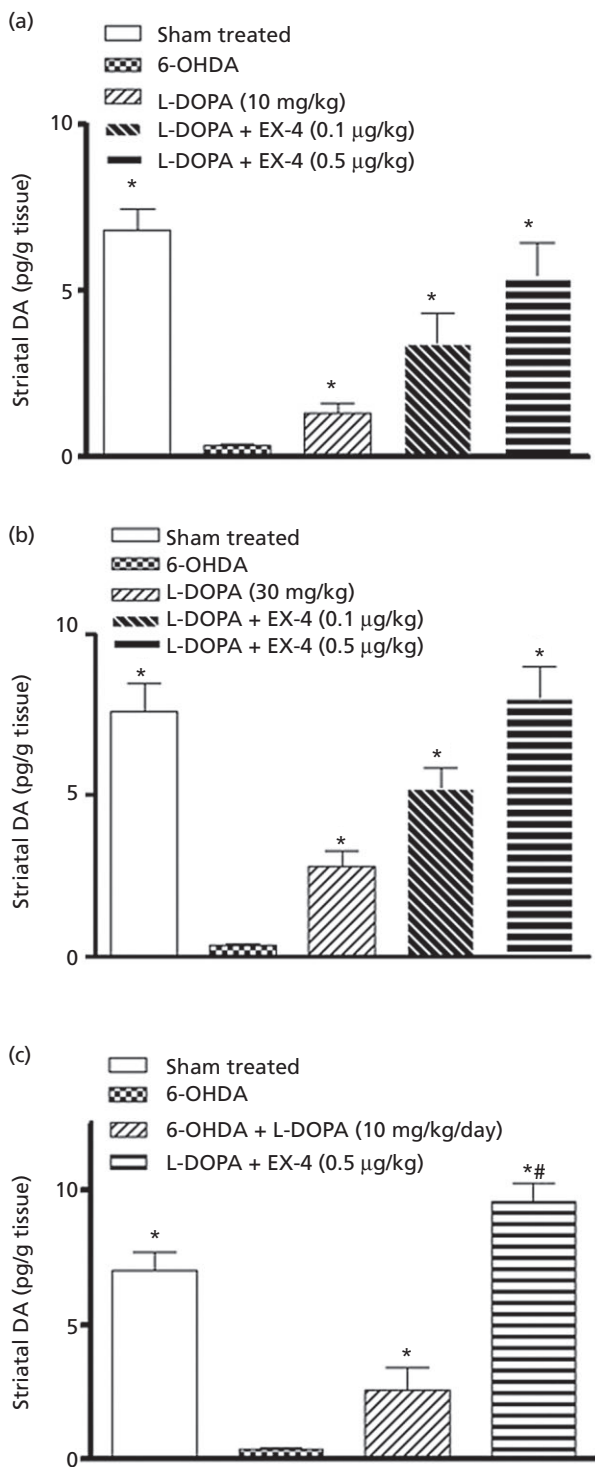 (a)
Sham treated
6-OHDA
L-DOPA (10 mg/kg)
L-DOPA + EX-4 (0.1 μg/kg)
L-DOPA + EX-4 (0.5 μg/kg)
Striatal DA (pg/g tissue)
10
5
0
*
*
*
*
(b)
Sham treated
6-OHDA
L-DOPA (30 mg/kg)
L-DOPA + EX-4 (0.1 μg/kg)
L-DOPA + EX-4 (0.5 μg/kg)
Striatal DA (pg/g tissue)
10
5
0
*
*
*
*
(c)
Sham treated
6-OHDA
6-OHDA + L-DOPA (10 mg/kg/day)
L-DOPA + EX-4 (0.5 μg/kg)
Striatal DA (pg/g tissue)
10
5
0
*
*
*#